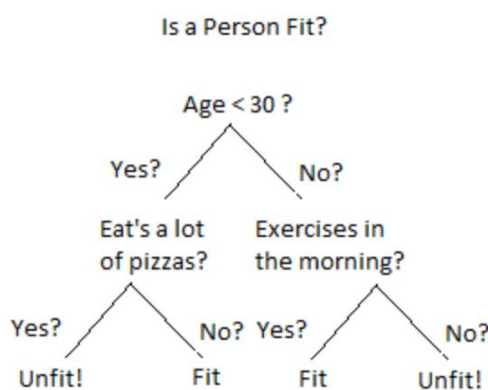 Is a Person Fit?
Age < 30 ?
Yes?
No?
Eat's a lot
of pizzas?
Exercises in
the morning?
Yes?
No?
Yes?
No?
Unfit!
Fit
Fit
Unfit!